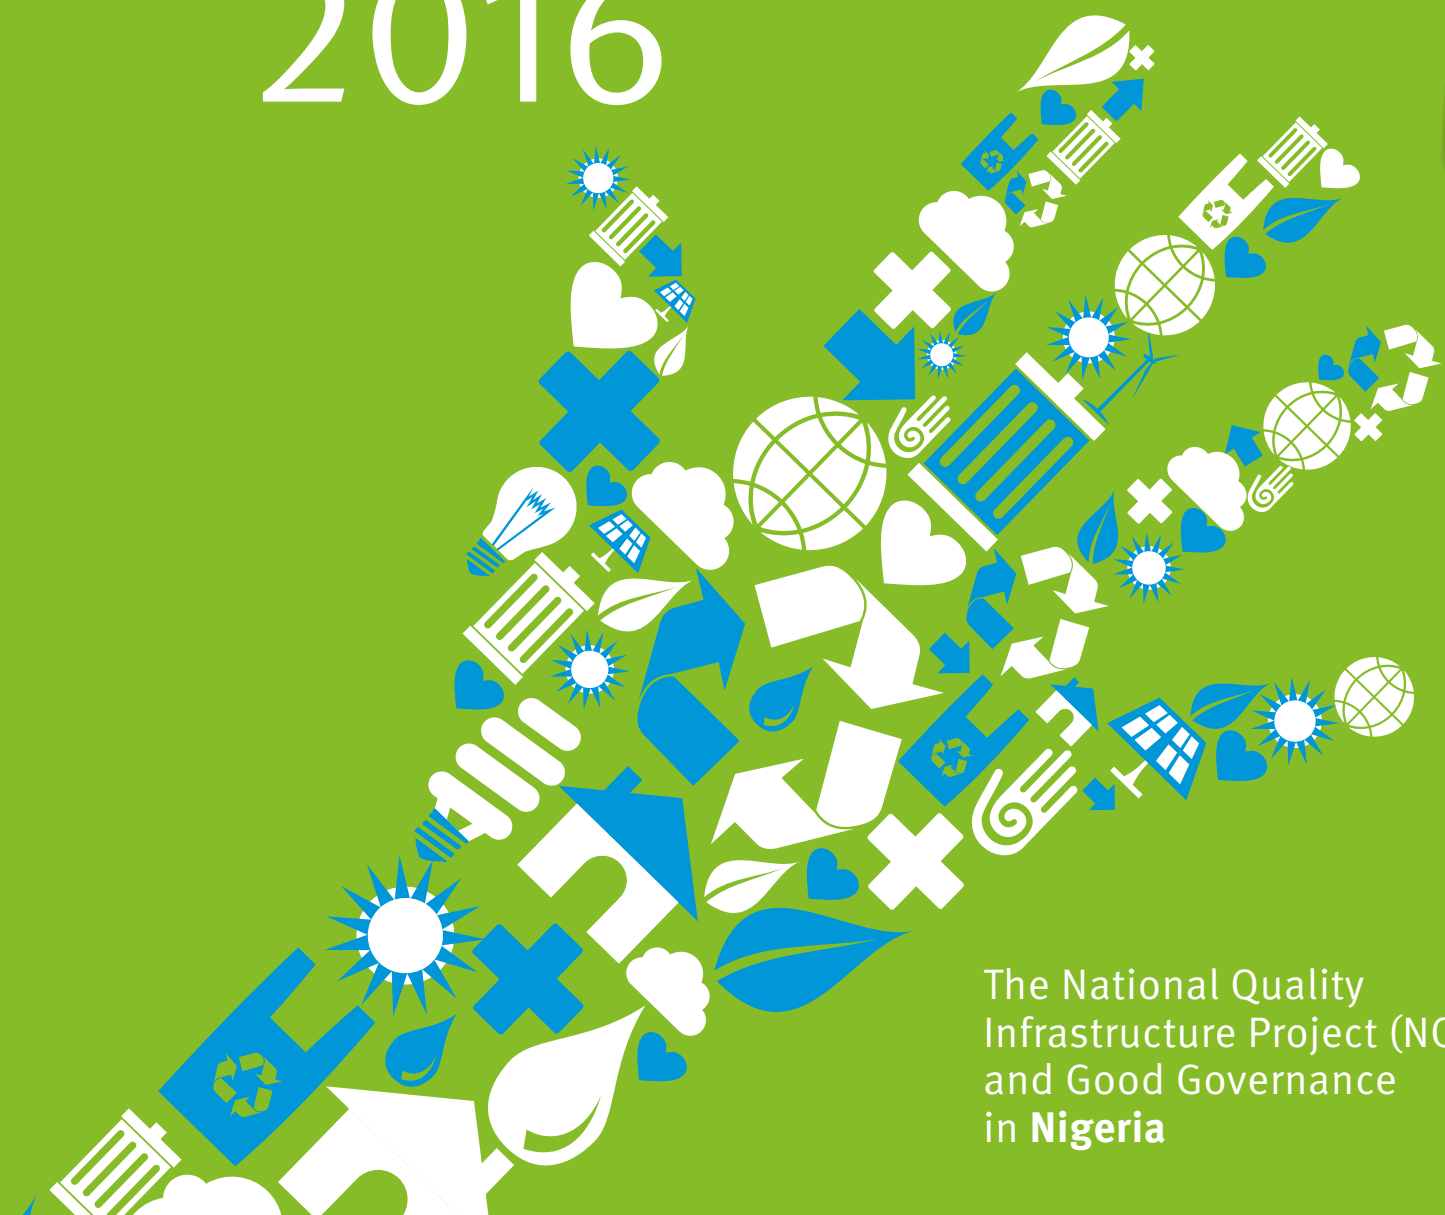 2016
The National Quality
Infrastructure Project
and Good Governance
in Nigeria